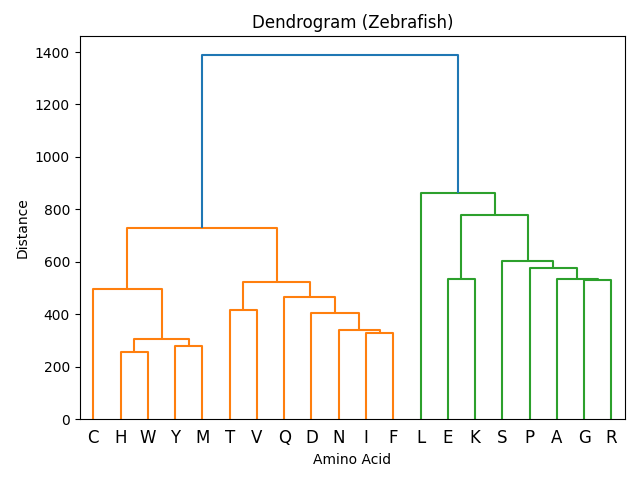 Dendrogram (Zebrafish)
1400
1200
1000
800
600
400
200
0
Distance
C H W Y M T V Q D N I F L E K S P A G R
Amino Acid